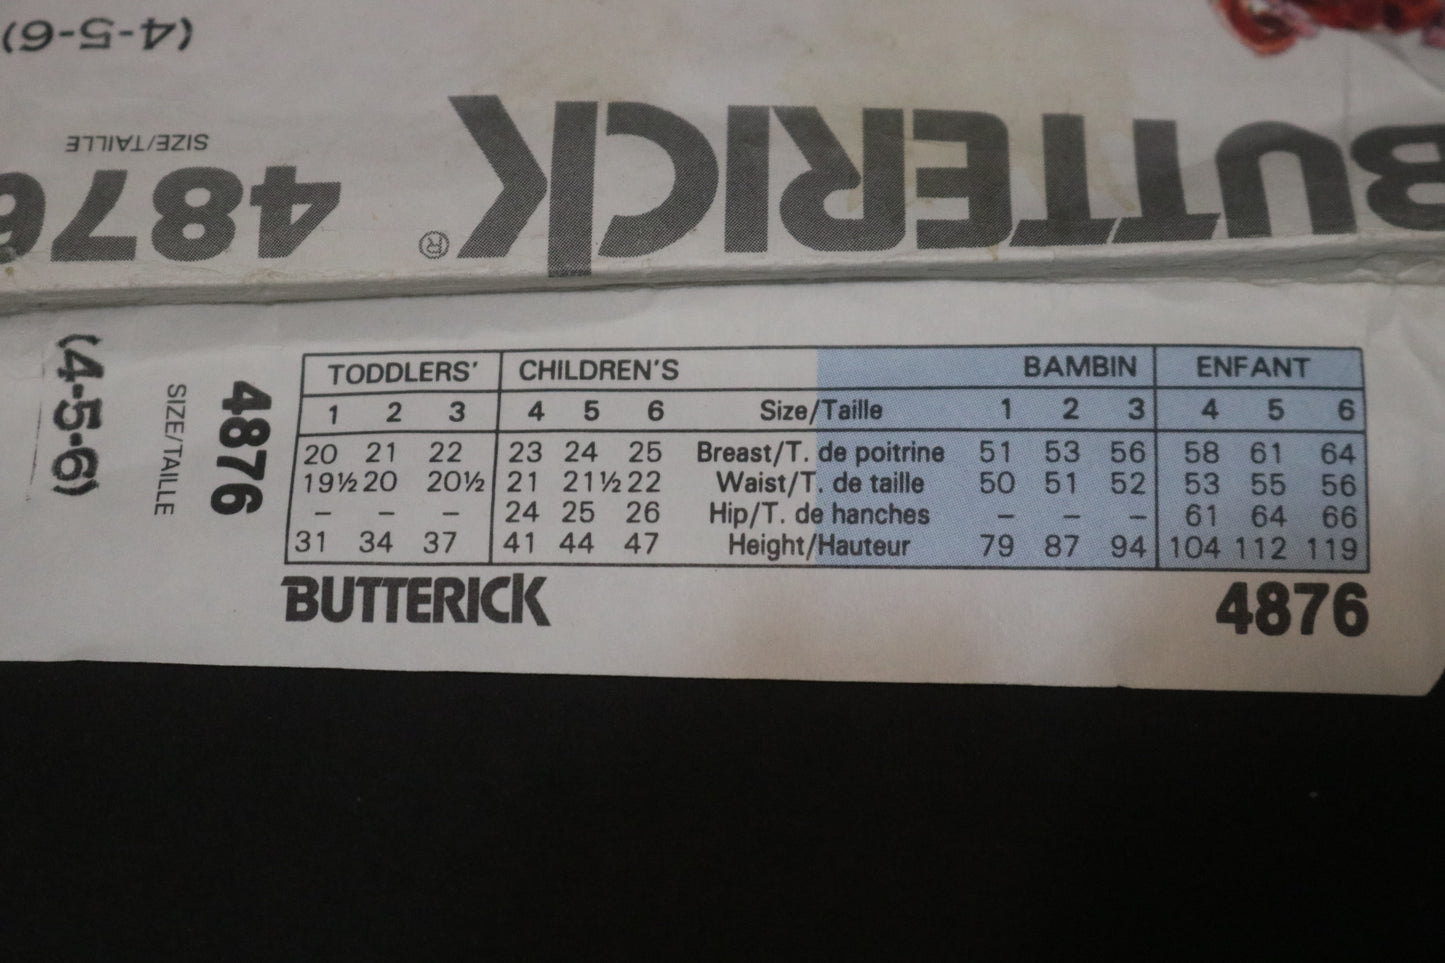 (4-5-6)
SIZE/TAILLE
4876
BUTTERICK®
(4-5-6)
SIZE/TAILLE
4876
TODDLERS' CHILDREN'S BAMBIN ENFANT
1 2 3 4 5 6 Size/Taille 1 2 3 4 5 6
20 21 22 23 24 25 Breast/T. de poitrine 51 53 56 58 61 64
19½ 20 20½ 21 21½ 22 Waist/T. de taille 50 51 52 53 55 56
– – – 24 25 26 Hip/T. de hanches – – – 61 64 66
31 34 37 41 44 47 Height/Hauteur 79 87 94 104 112 119
BUTTERICK 4876